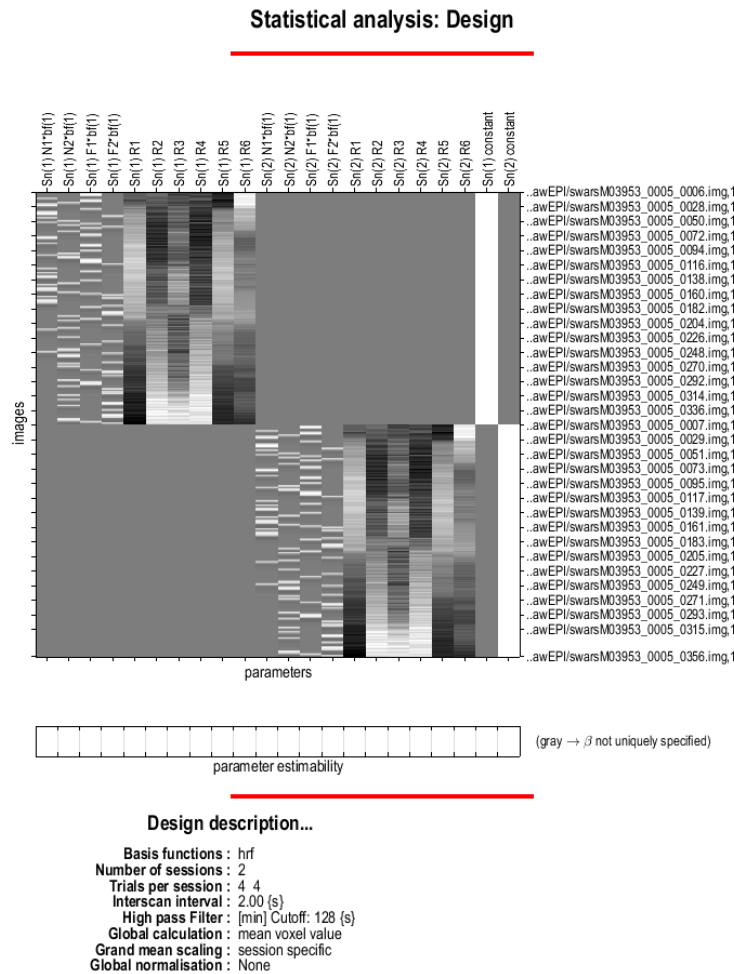 Statistical analysis: Design
Sn(1) N1*bf(1)
Sn(1) N2*bf(1)
Sn(1) F1*bf(1)
Sn(1) F2*bf(1)
Sn(1) R1
Sn(1) R2
Sn(1) R3
Sn(1) R4
Sn(1) R5
Sn(1) R6
Sn(2) N1*bf(1)
Sn(2) N2*bf(1)
Sn(2) F1*bf(1)
Sn(2) F2*bf(1)
Sn(2) R1
Sn(2) R2
Sn(2) R3
Sn(2) R4
Sn(2) R5
Sn(2) R6
Sn(1) constant
Sn(2) constant
..awEPI/swarsM03953_0005_0006.img,1
..awEPI/swarsM03953_0005_0028.img,1
..awEPI/swarsM03953_0005_0050.img,1
..awEPI/swarsM03953_0005_0072.img,1
..awEPI/swarsM03953_0005_0094.img,1
..awEPI/swarsM03953_0005_0116.img,1
..awEPI/swarsM03953_0005_0138.img,1
..awEPI/swarsM03953_0005_0160.img,1
..awEPI/swarsM03953_0005_0182.img,1
..awEPI/swarsM03953_0005_0204.img,1
..awEPI/swarsM03953_0005_0226.img,1
..awEPI/swarsM03953_0005_0248.img,1
..awEPI/swarsM03953_0005_0270.img,1
..awEPI/swarsM03953_0005_0292.img,1
..awEPI/swarsM03953_0005_0314.img,1
..awEPI/swarsM03953_0005_0336.img,1
..awEPI/swarsM03953_0005_0007.img,1
..awEPI/swarsM03953_0005_0029.img,1
..awEPI/swarsM03953_0005_0051.img,1
..awEPI/swarsM03953_0005_0073.img,1
..awEPI/swarsM03953_0005_0095.img,1
..awEPI/swarsM03953_0005_0117.img,1
..awEPI/swarsM03953_0005_0139.img,1
..awEPI/swarsM03953_0005_0161.img,1
..awEPI/swarsM03953_0005_0183.img,1
..awEPI/swarsM03953_0005_0205.img,1
..awEPI/swarsM03953_0005_0227.img,1
..awEPI/swarsM03953_0005_0249.img,1
..awEPI/swarsM03953_0005_0271.img,1
..awEPI/swarsM03953_0005_0293.img,1
..awEPI/swarsM03953_0005_0315.img,1
..awEPI/swarsM03953_0005_0356.img,1
images
parameters
(gray → β not uniquely specified)
parameter estimability
Design description...
Basis functions : hrf
Number of sessions : 2
Trials per session : 4 4
Interscan interval : 2.00 {s}
High pass Filter : [min] Cutoff: 128 {s}
Global calculation : mean voxel value
Grand mean scaling : session specific
Global normalisation : None